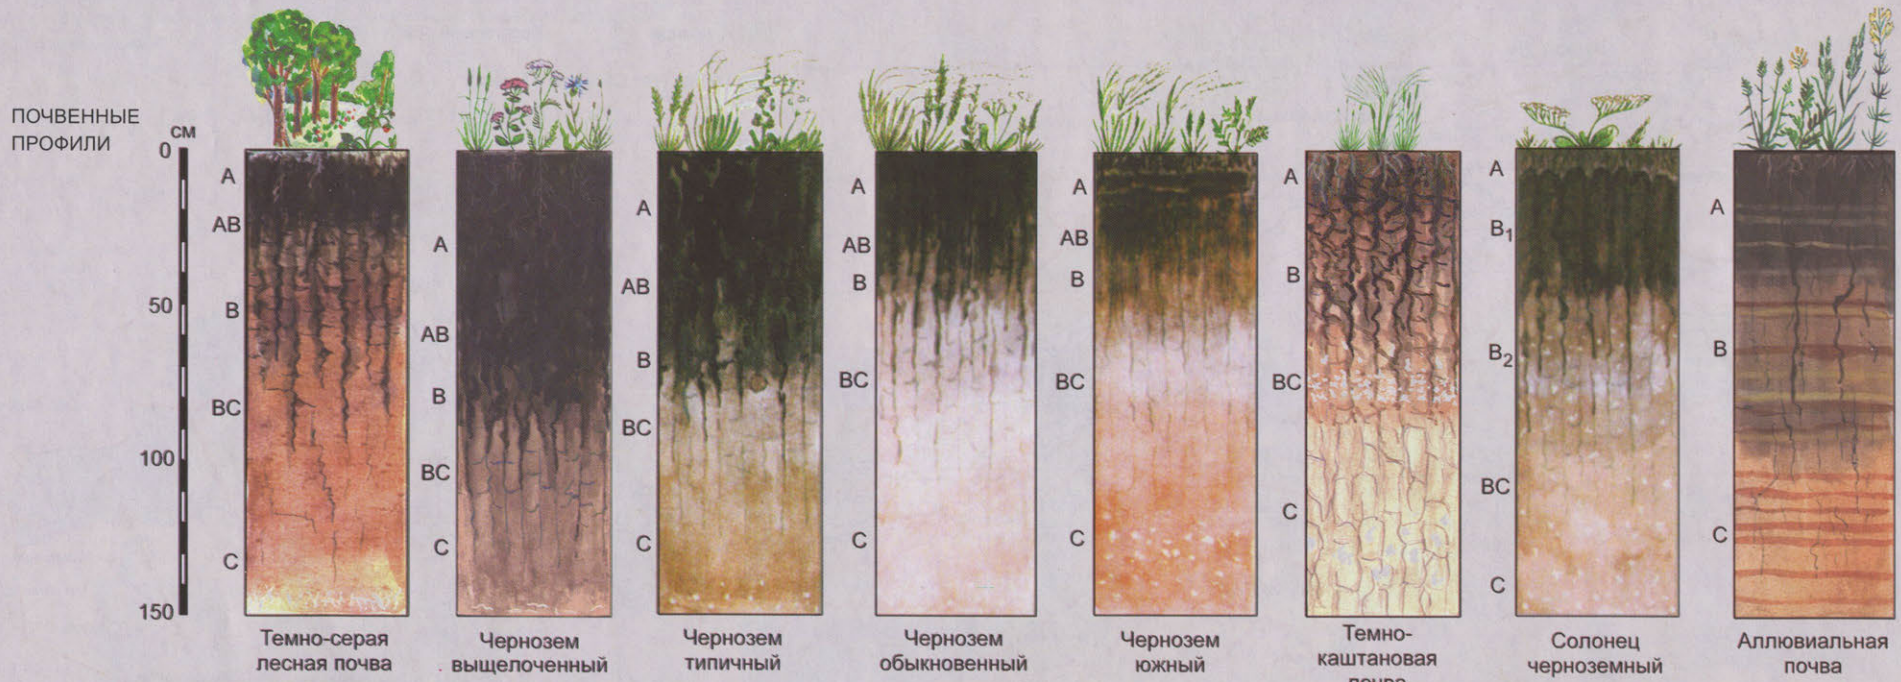 ПОЧВЕННЫЕ
ПРОФИЛИ
см
0
50
100
150
A
AB
B
BC
C
Темно-серая
лесная почва
A
AB
B
BC
C
Чернозем
выщелоченный
A
AB
B
BC
C
Чернозем
типичный
A
AB
B
BC
C
Чернозем
обыкновенный
A
AB
B
BC
C
Чернозем
южный
A
B
BC
C
Темно-
каштановая
почва
A
B1
B2
BC
C
Солонец
черноземный
A
B
C
Аллювиальная
почва